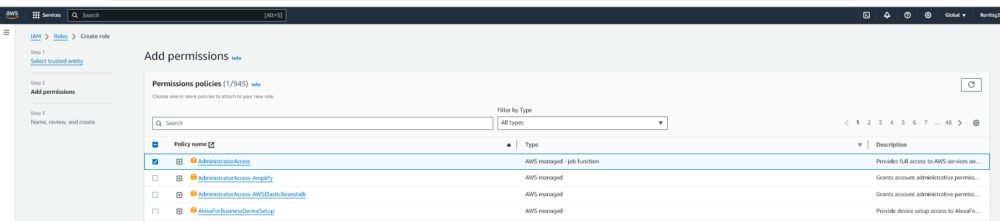 aws
Services
Search
[Alt+S]
Global
Ronitsg2
IAM > Roles > Create role
Step 1
Select trusted entity
Step 2
Add permissions
Step 3
Name, review, and create
Add permissions Info
Permissions policies (1/945) Info
Choose one or more policies to attach to your new role.
Filter by Type
Search
All types
1 2 3 4 5 6 7 ... 48
Policy name Type Description
AdministratorAccess AWS managed - job function Provides full access to AWS services an...
AdministratorAccess-Amplify AWS managed Grants account administrative permiss...
AdministratorAccess-AWSElasticBeanstalk AWS managed Grants account administrative permiss...
AlexaForBusinessDeviceSetup AWS managed Provide device setup access to AlexaFo...